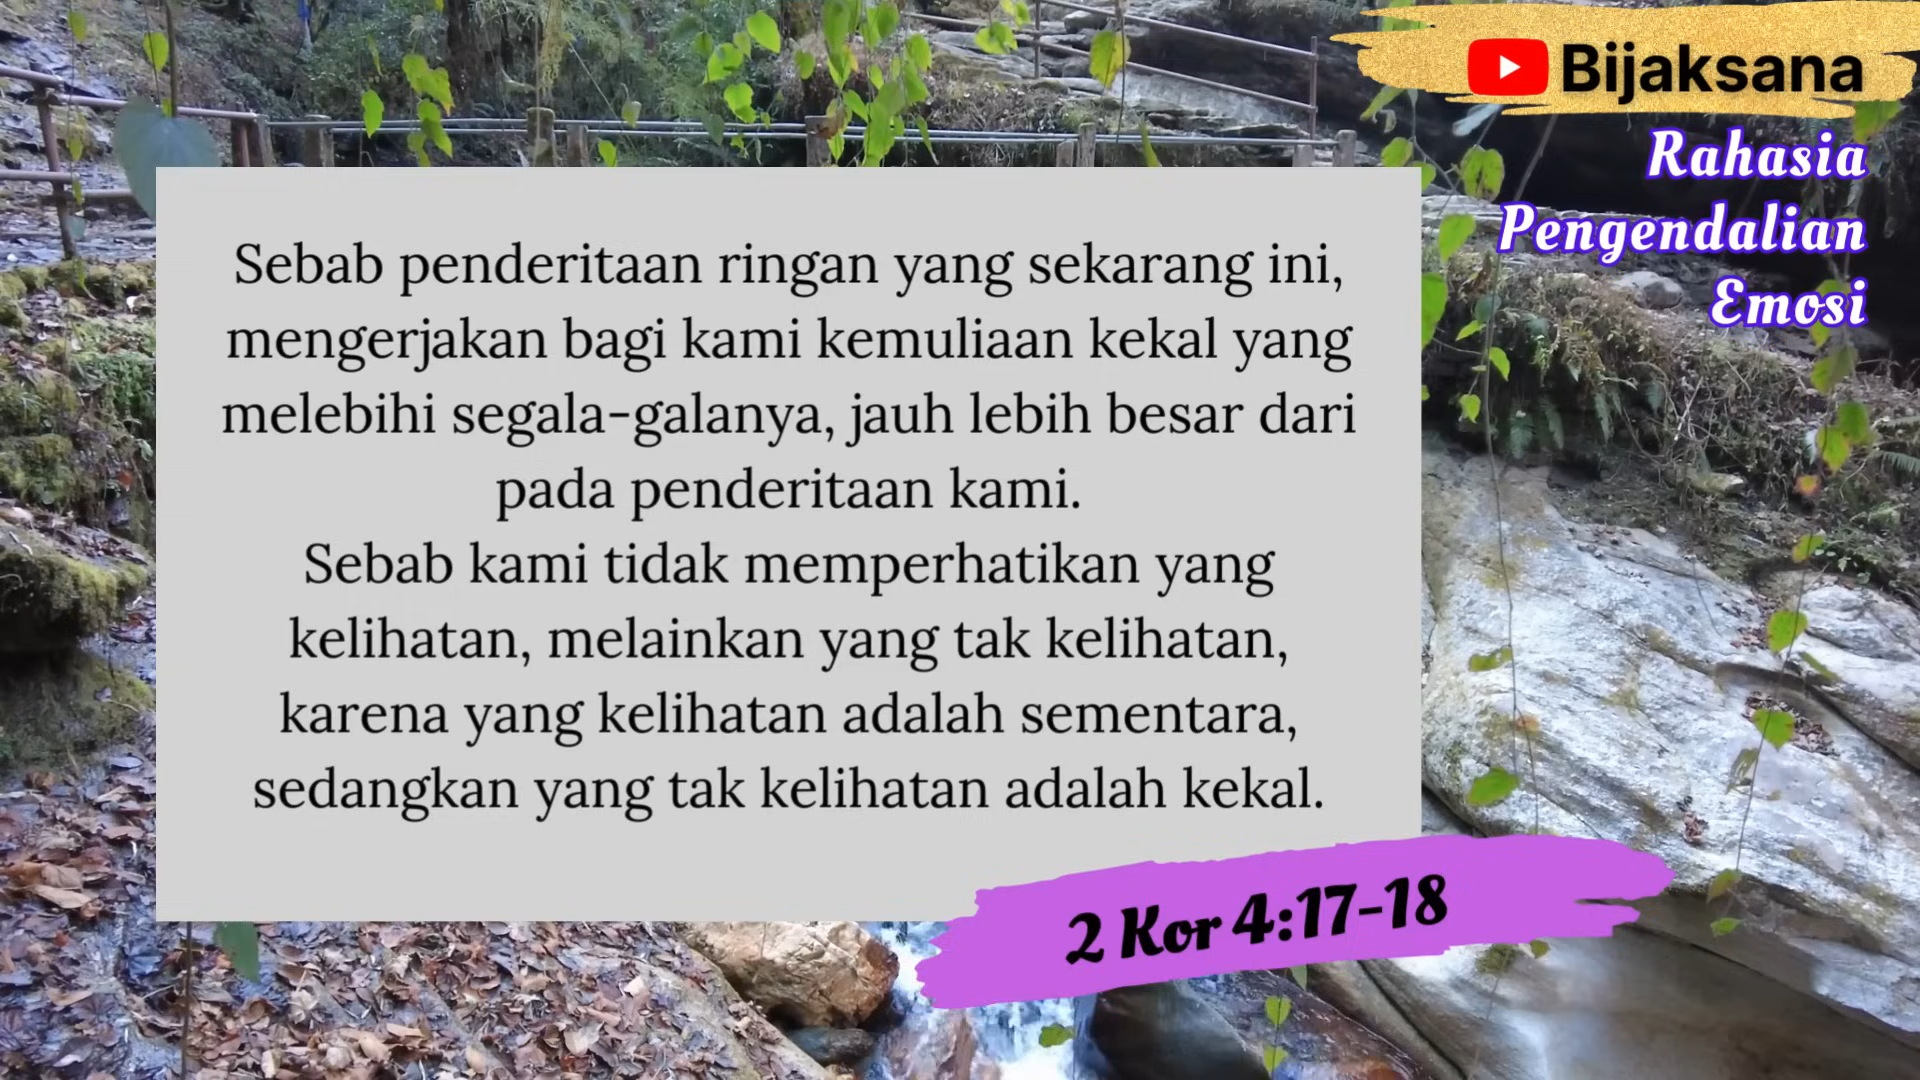 Bijaksana
Rahasia
Pengendalian
Emosi
Sebab penderitaan ringan yang sekarang ini,
mengerjakan bagi kami kemuliaan kekal yang
melebihi segala-galanya, jauh lebih besar dari
pada penderitaan kami.
Sebab kami tidak memperhatikan yang
kelihatan, melainkan yang tak kelihatan,
karena yang kelihatan adalah sementara,
sedangkan yang tak kelihatan adalah kekal.
2 Kor 4:17-18